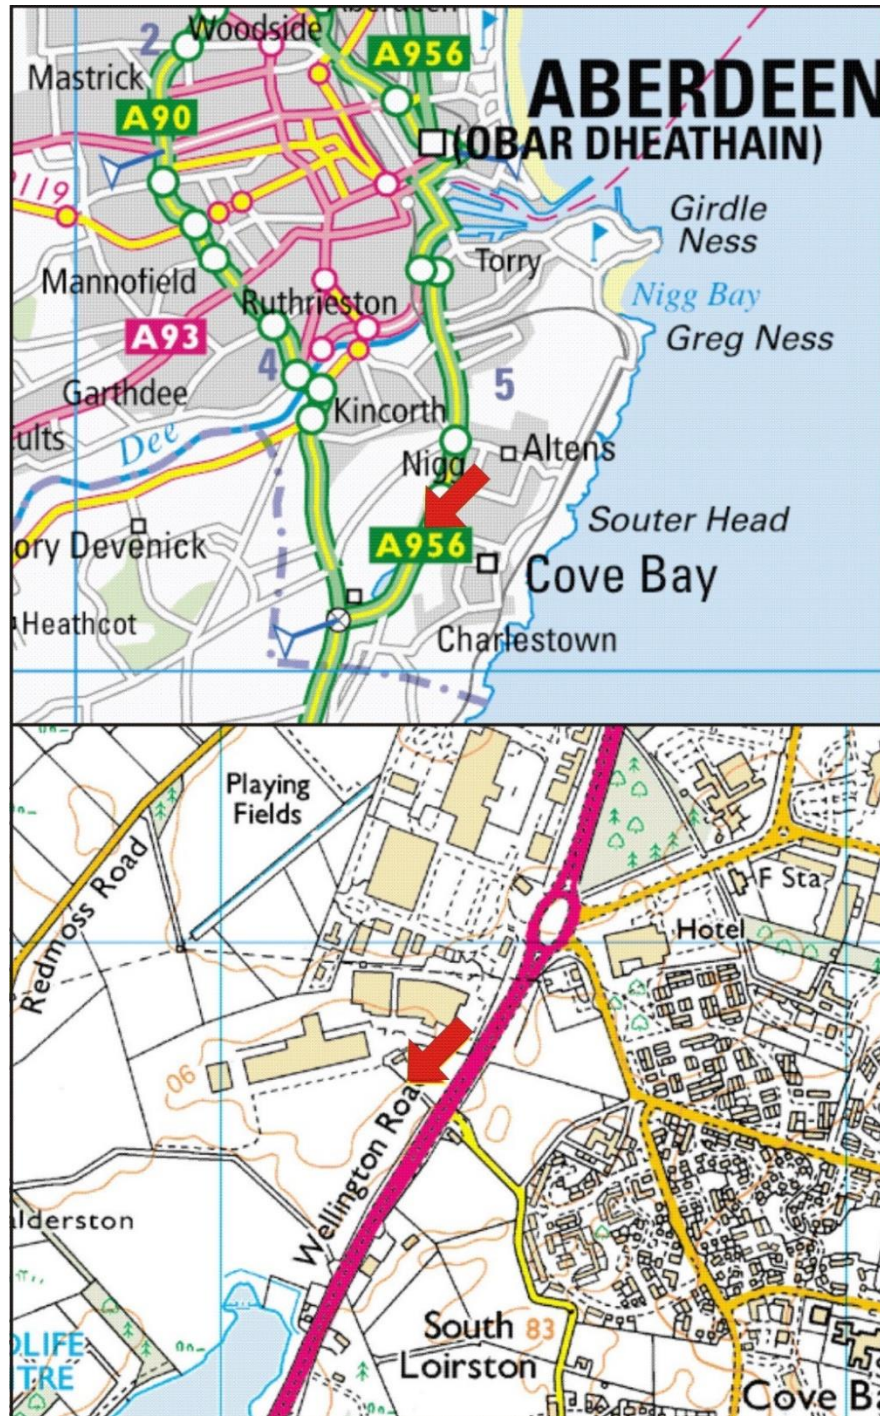 Woodside
2
A956
Mastrick
ABERDEEN
A90
(OBAR DHEATHAIN)
Girdle
Ness
Mannofield
Torry
Nigg Bay
Ruthrieston
A93
Greg Ness
4
5
Garthdee
Kincorth
Dee
Nigg
Altens
Souter Head
A956
Cove Bay
Heathcot
Charlestown
Playing
Fields
Redmoss Road
F Sta
Hotel
90
Wellington Road
South
Loirston
83